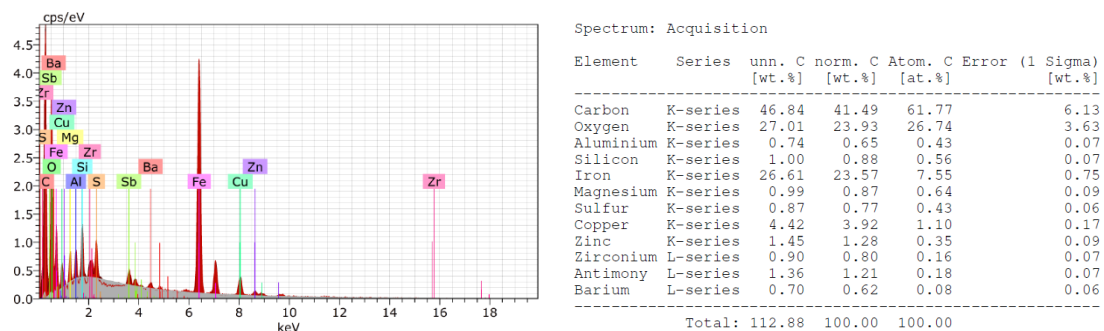 cps/eV
4.5
4.0
3.5
3.0
2.5
2.0
1.5
1.0
0.5
0.0
Ba
Sb
Zr
Zn
Cu
S Mg
Fe Zr
O Si Ba Zn
C Al S Sb Fe Cu Zr
2 4 6 8 10 12 14 16 18
keV
Spectrum: Acquisition
Element Series unn. C norm. C Atom. C Error (1 Sigma)
[wt.%] [wt.%] [at.%] [wt.%]
Carbon K-series 46.84 41.49 61.77 6.13
Oxygen K-series 27.01 23.93 26.74 3.63
Aluminium K-series 0.74 0.65 0.43 0.07
Silicon K-series 1.00 0.88 0.56 0.07
Iron K-series 26.61 23.57 7.55 0.75
Magnesium K-series 0.99 0.87 0.64 0.09
Sulfur K-series 0.87 0.77 0.43 0.06
Copper K-series 4.42 3.92 1.10 0.17
Zinc K-series 1.45 1.28 0.35 0.09
Zirconium L-series 0.90 0.80 0.16 0.07
Antimony L-series 1.36 1.21 0.18 0.07
Barium L-series 0.70 0.62 0.08 0.06
Total: 112.88 100.00 100.00